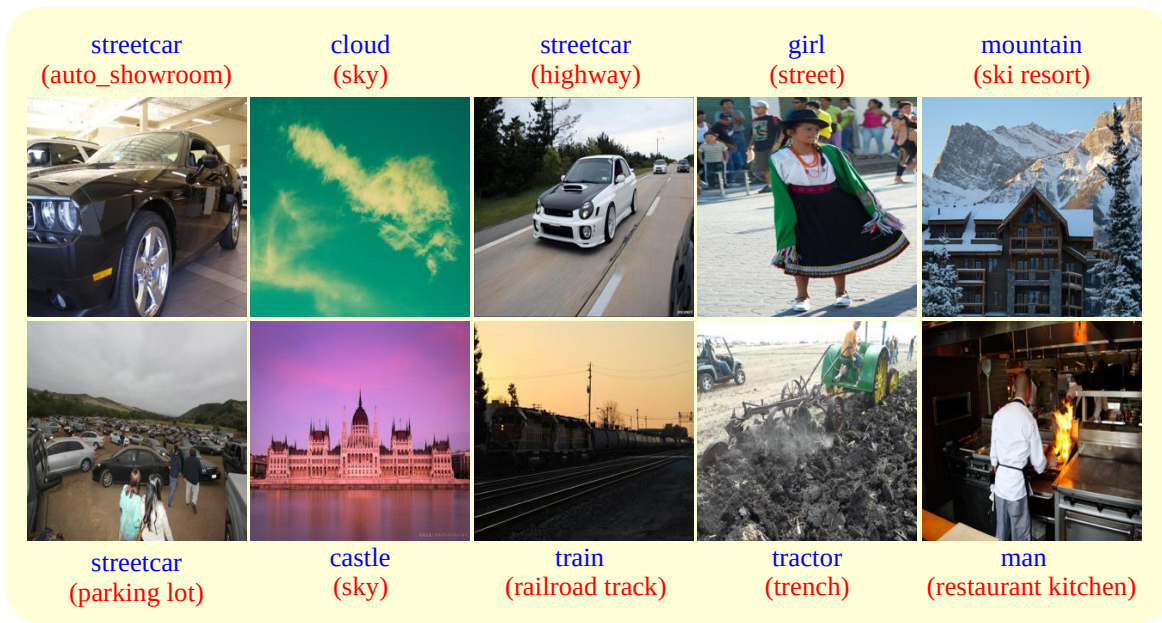 streetcar
(auto_showroom)
cloud
(sky)
streetcar
(highway)
girl
(street)
mountain
(ski resort)
streetcar
(parking lot)
castle
(sky)
train
(railroad track)
tractor
(trench)
man
(restaurant kitchen)